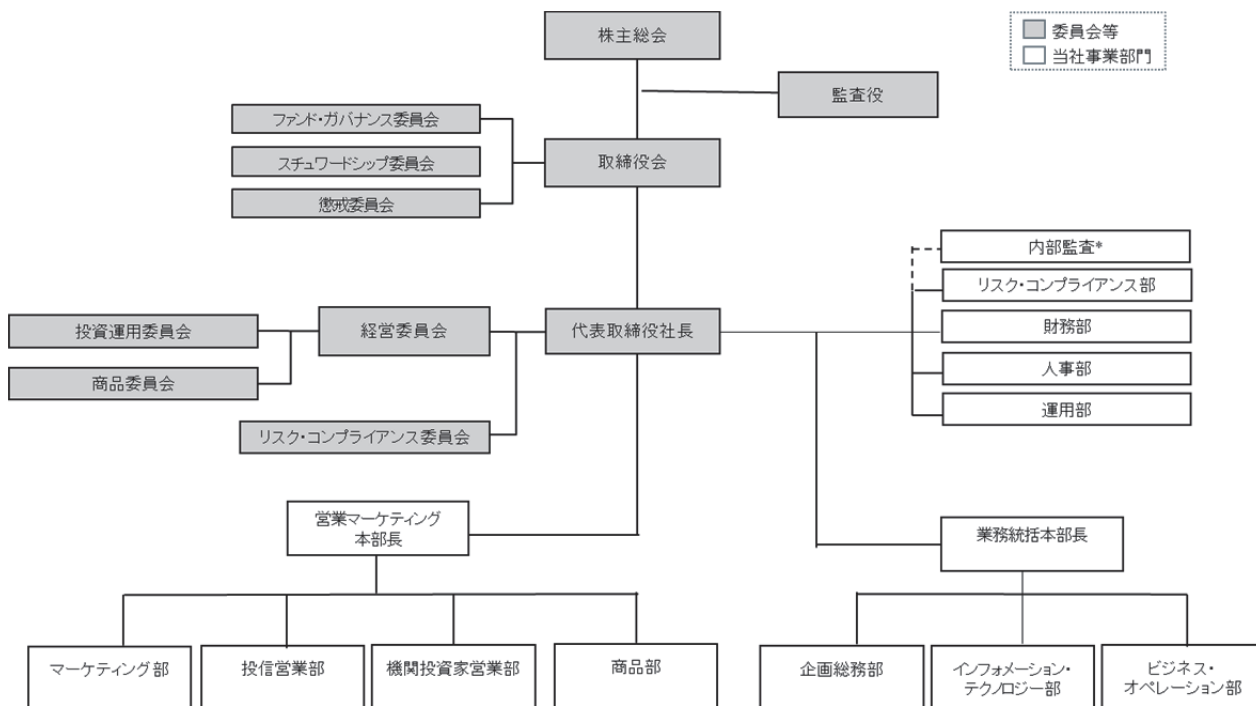 株主総会
委員会等
当社事業部門
監査役
ファンド・ガバナンス委員会
スチュワードシップ委員会
懲戒委員会
取締役会
内部監査*
リスク・コンプライアンス部
財務部
人事部
運用部
投資運用委員会
商品委員会
経営委員会
代表取締役社長
リスク・コンプライアンス委員会
営業マーケティング
本部長
業務統括本部長
マーケティング部
投信営業部
機関投資家営業部
商品部
企画総務部
インフォメーション・
テクノロジー部
ビジネス・
オペレーション部